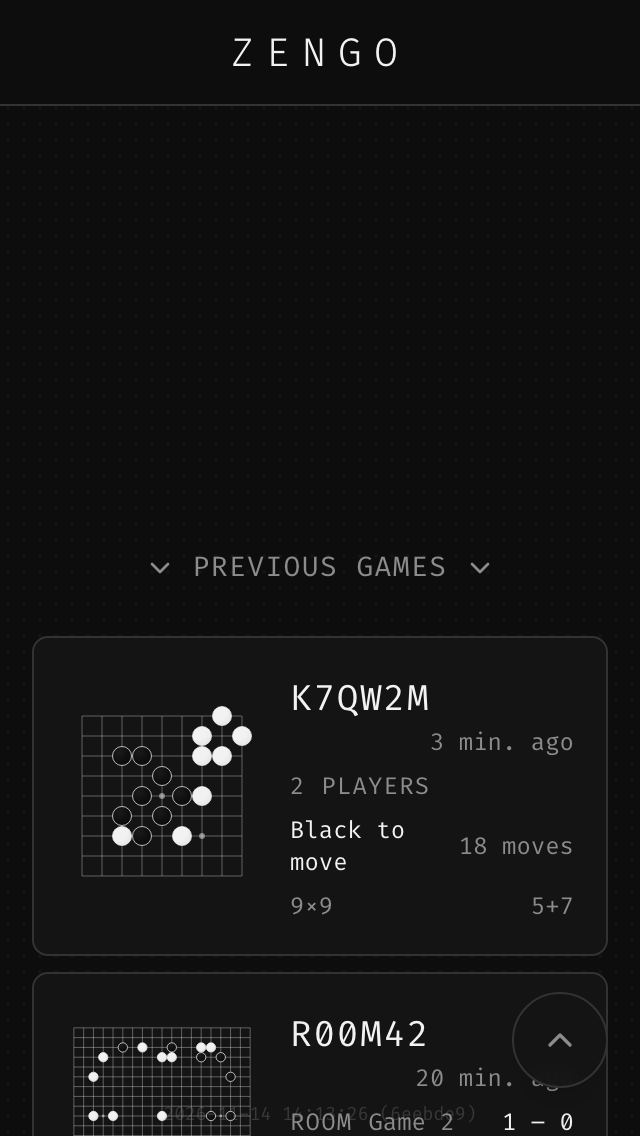 ZENGO
PREVIOUS GAMES
K7QW2M
3 min. ago
2 PLAYERS
Black to move 18 moves
9×9 5+7
R00M42
20 min.
ROOM Game 2 1 – 0